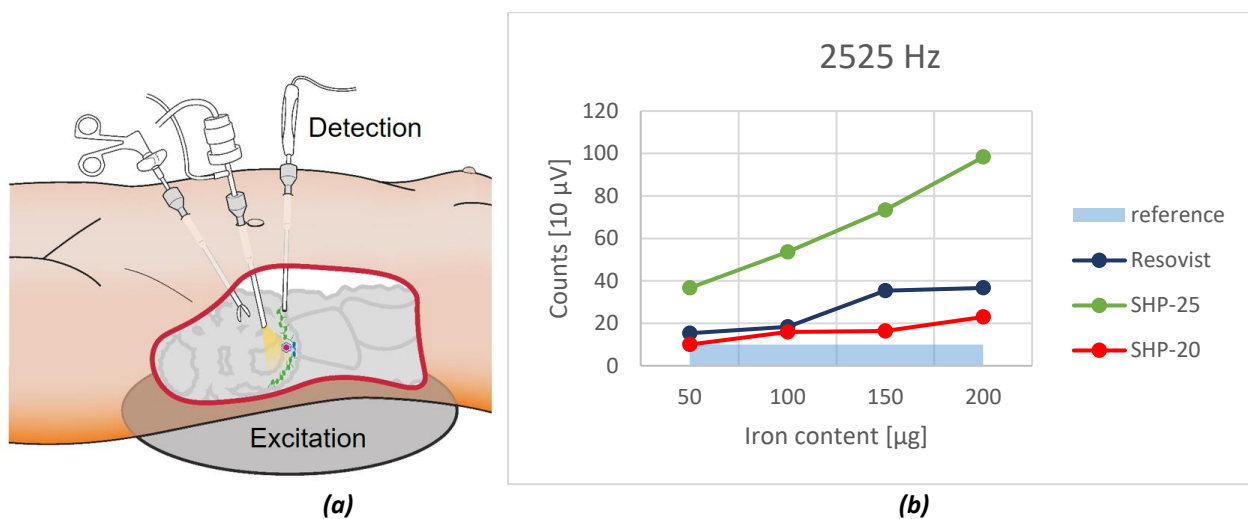 Detection
Excitation
(a)
2525 Hz
Counts [10 µV]
120
100
80
60
40
20
0
50 100 150 200
Iron content [µg]
reference
Resovist
SHP-25
SHP-20
(b)